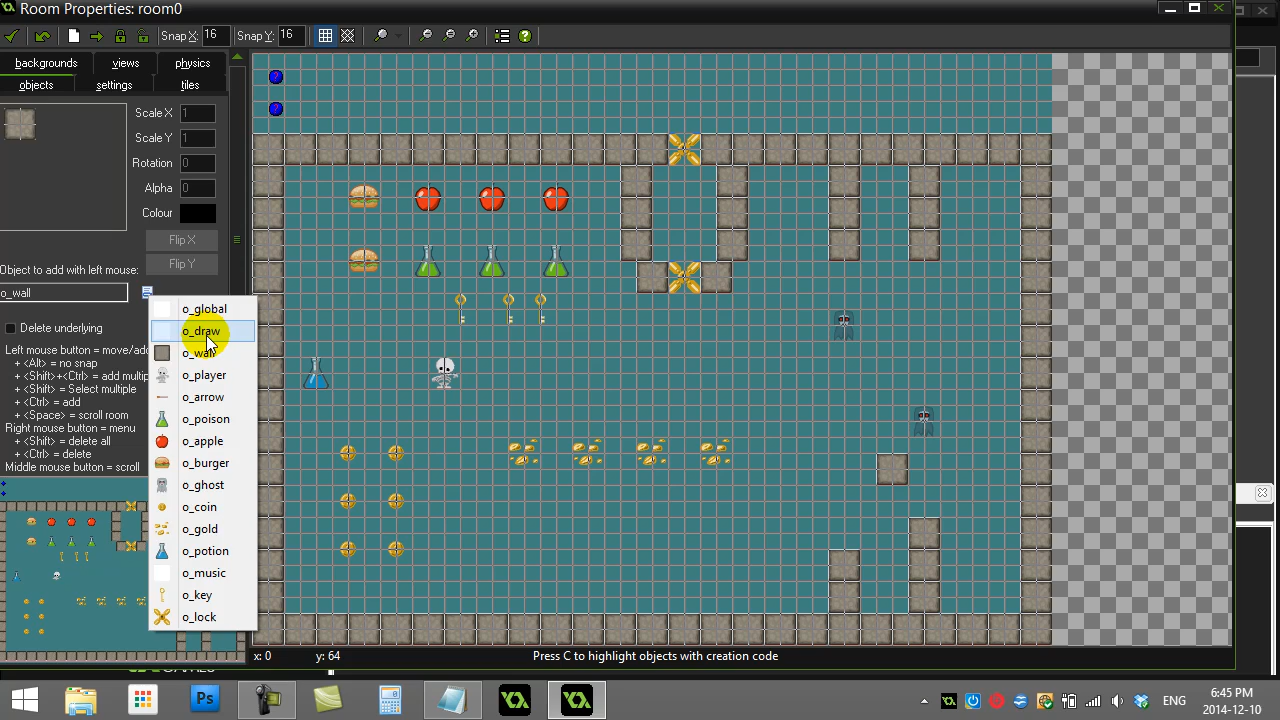 Room Properties: room0
Snap X: 16 Snap Y: 16
backgrounds views physics
objects settings tiles
Scale X 1
Scale Y 1
Rotation 0
Alpha 0
Colour
Flip X
Flip Y
Object to add with left mouse:
o_wall
Delete underlying
Left mouse button = move/add
+ <Alt> = no snap
+ <Shift>+<Ctrl> = add multip
+ <Shift> = Select multiple
+ <Ctrl> = add
+ <Space> = scroll room
Right mouse button = menu
+ <Shift> = delete all
+ <Ctrl> = delete
Middle mouse button = scroll
o_global
o_draw
o_wall
o_player
o_arrow
o_poison
o_apple
o_burger
o_ghost
o_coin
o_gold
o_potion
o_music
o_key
o_lock
x: 0 y: 64 Press C to highlight objects with creation code
Ps
ENG
6:45 PM
2014-12-10